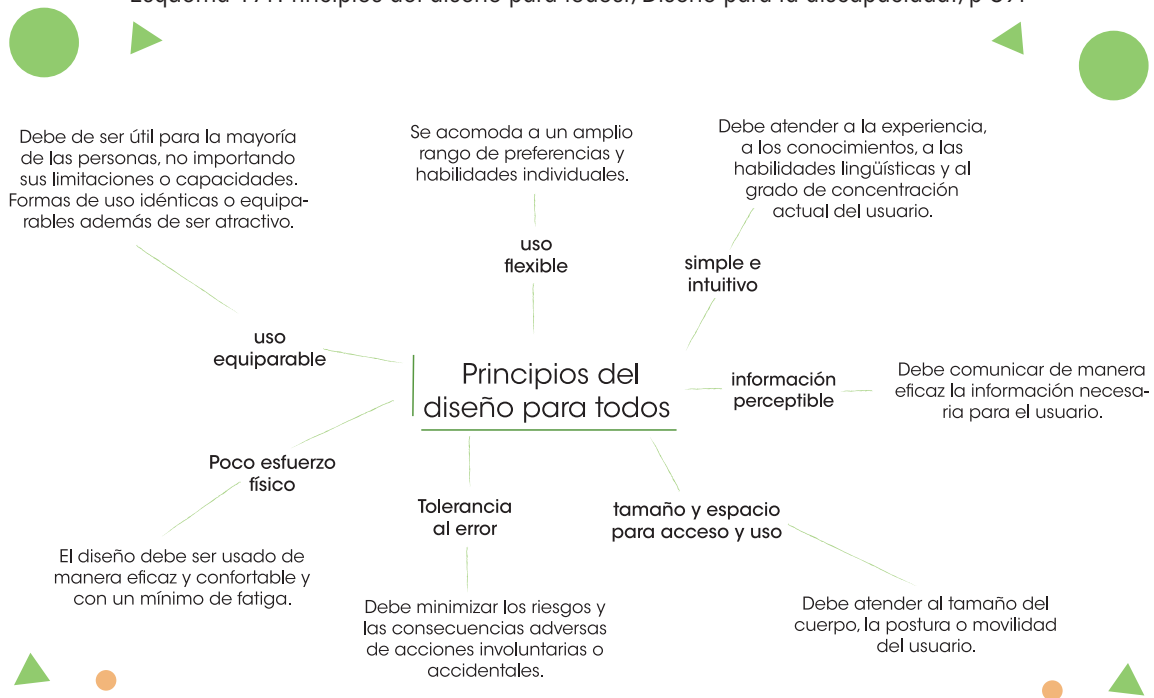 Debe de ser útil para la mayoría
de las personas, no importando
sus limitaciones o capacidades.
Formas de uso idénticas o equipa-
rables además de ser atractivo.
uso
equiparable
Se acomoda a un amplio
rango de preferencias y
habilidades individuales.
uso
flexible
Debe atender a la experiencia,
a los conocimientos, a las
habilidades lingüísticas y al
grado de concentración
actual del usuario.
simple e
intuitivo
Principios del
diseño para todos
información
perceptible
Debe comunicar de manera
eficaz la información necesa-
ria para el usuario.
Poco esfuerzo
físico
El diseño debe ser usado de
manera eficaz y confortable y
con un mínimo de fatiga.
Tolerancia
al error
Debe minimizar los riesgos y
las consecuencias adversas
de acciones involuntarias o
accidentales.
tamaño y espacio
para acceso y uso
Debe atender al tamaño del
cuerpo, la postura o movilidad
del usuario.